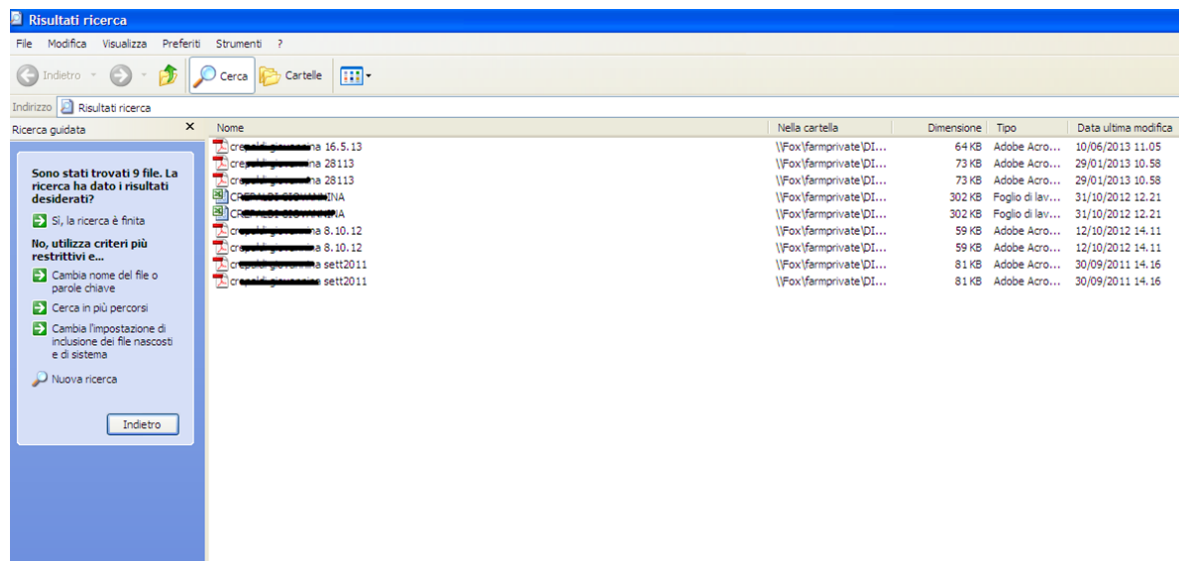 Risultati ricerca
File Modifica Visualizza Preferiti Strumenti ?
Indietro Cerca Cartelle
Indirizzo Risultati ricerca
Ricerca guidata X
Sono stati trovati 9 file. La
ricerca ha dato i risultati
desiderati?
Sì, la ricerca è finita
No, utilizza criteri più
restrittivi e...
Cambia nome del file o
parole chiave
Cerca in più percorsi
Cambia l'impostazione di
inclusione dei file nascosti
e di sistema
Nuova ricerca
Indietro
Nome Nella cartella Dimensione Tipo Data ultima modifica
16.5.13 \\Fox\farmprivate\DI... 64 KB Adobe Acro... 10/06/2013 11.05
28113 \\Fox\farmprivate\DI... 73 KB Adobe Acro... 29/01/2013 10.58
28113 \\Fox\farmprivate\DI... 73 KB Adobe Acro... 29/01/2013 10.58
\\Fox\farmprivate\DI... 302 KB Foglio di lav... 31/10/2012 12.21
\\Fox\farmprivate\DI... 302 KB Foglio di lav... 31/10/2012 12.21
8.10.12 \\Fox\farmprivate\DI... 59 KB Adobe Acro... 12/10/2012 14.11
8.10.12 \\Fox\farmprivate\DI... 59 KB Adobe Acro... 12/10/2012 14.11
sett2011 \\Fox\farmprivate\DI... 81 KB Adobe Acro... 30/09/2011 14.16
sett2011 \\Fox\farmprivate\DI... 81 KB Adobe Acro... 30/09/2011 14.16